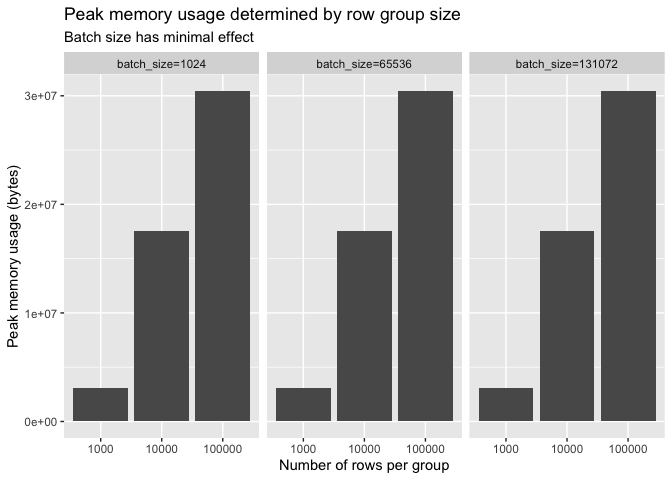 Peak memory usage determined by row group size
Batch size has minimal effect
batch_size=1024 batch_size=65536 batch_size=131072
Peak memory usage (bytes)
3e+07
2e+07
1e+07
0e+00
1000 10000 100000 1000 10000 100000 1000 10000 100000
Number of rows per group